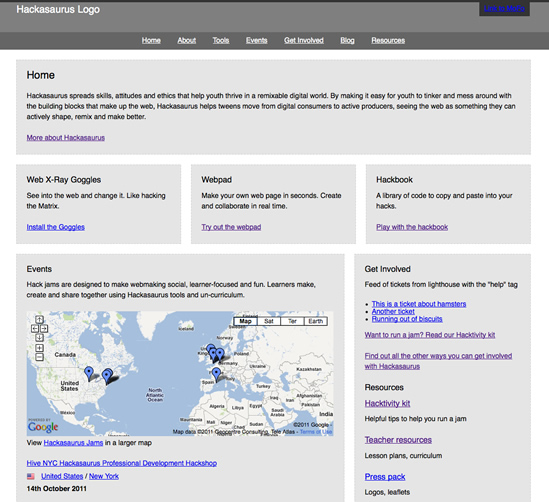 Hackasaurus Logo
Home About Tools Events Get Involved Blog Resources
Home
Hackasaurus spreads skills, attitudes and ethics that help youth thrive in a remixable digital world. By making it easy for youth to tinker and mess around with
the building blocks that make up the web, Hackasaurus helps tweens move from digital consumers to active producers, seeing the web as something they can
actively shape, remix and make better.
More about Hackasaurus
Web X-Ray Goggles
See into the web and change it. Like hacking
the Matrix.
Install the Goggles
Webpad
Make your own web page in seconds. Create
and collaborate in real time.
Try out the webpad
Hackbook
A library of code to copy and paste into your
hacks.
Play with the hackbook
Events
Hack jams are designed to make webmaking social, learner-focused and fun. Learners make,
create and share together using Hackasaurus tools and un-curriculum.
Map Sat Ter Earth
Iceland
Norway
Canada
United
Poland
Ukraine
Kazakhstan
Spain
Turkey
United
States
North
Atlantic
Ocean
Iraq
Iran
Afghanistan
Algeria
Libya
Egypt
Saudi
Arabia
Mali
Niger
Sudan
Chad
POWERED BY
Google
©2011 Google -
Map data ©2011 Geocentre Consulting, Tele Atlas - Terms of Use
View Hackasaurus Jams in a larger map
Hive NYC Hackasaurus Professional Development Hackshop
United States / New York
14th October 2011
Get Involved
Feed of tickets from lighthouse with the "help" tag
This is a ticket about hamsters
Another ticket
Running out of biscuits
Want to run a jam? Read our Hacktivity kit
Find out all the other ways you can get involved
with Hackasaurus
Resources
Hacktivity kit
Helpful tips to help you run a jam
Teacher resources
Lesson plans, curriculum
Press pack
Logos, leaflets